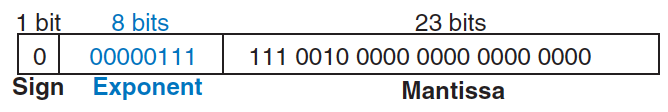 1 bit 8 bits 23 bits
0 00000111 111 0010 0000 0000 0000 0000
Sign Exponent Mantissa